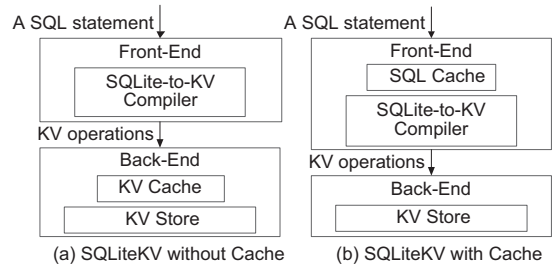 A SQL statement
Front-End
SQLite-to-KV
Compiler
KV operations
Back-End
KV Cache
KV Store
(a) SQLiteKV without Cache
A SQL statement
Front-End
SQL Cache
SQLite-to-KV
Compiler
KV operations
Back-End
KV Store
(b) SQLiteKV with Cache